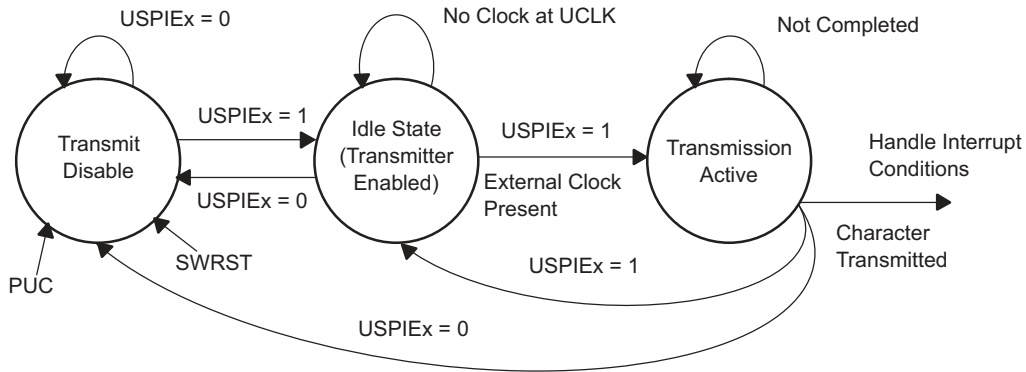 USPIEx = 0
No Clock at UCLK
Not Completed
USPIEx = 1
Transmit
Disable
Idle State
(Transmitter
Enabled)
USPIEx = 1
Transmission
Active
Handle Interrupt
Conditions
USPIEx = 0
External Clock
Present
SWRST
PUC
USPIEx = 1
Character
Transmitted
USPIEx = 0